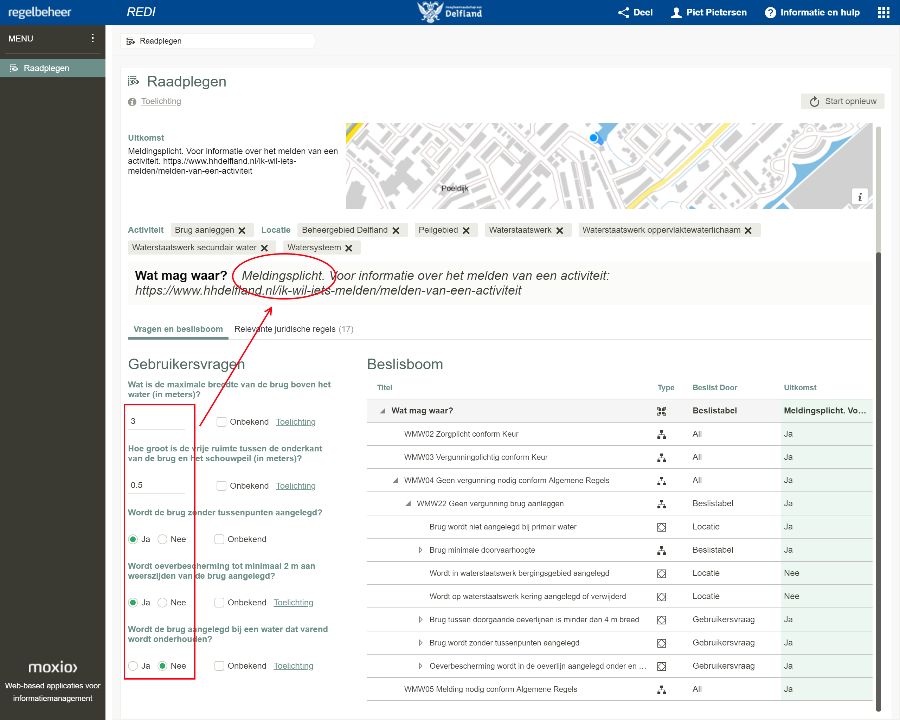 regelbeheer
REDI
Hoogheemraadschap van
Delfland
Deel
Piet Pietersen
Informatie en hulp
MENU
Raadplegen
Raadplegen
Raadplegen
Toelichting
Start opnieuw
Uitkomst
Meldingsplicht. Voor informatie over het melden van een
activiteit. https://www.hhdelfland.nl/ik-wil-iets-
melden/melden-van-een-activiteit
Poeldijk
Activiteit Brug aanleggen Locatie Beheergebied Delfland Peilgebied Waterstaatswerk Waterstaatswerk oppervlaktewaterlichaam
Waterstaatswerk secundair water Watersysteem
Wat mag waar? Meldingsplicht. Voor informatie over het melden van een activiteit:
https://www.hhdelfland.nl/ik-wil-iets-melden/melden-van-een-activiteit
Vragen en beslisboom Relevante juridische regels (17)
Gebruikersvragen
Wat is de maximale breedte van de brug boven het
water (in meters)?
3 Onbekend Toelichting
Hoe groot is de vrije ruimte tussen de onderkant
van de brug en het schouwpeil (in meters)?
0.5 Onbekend Toelichting
Wordt de brug zonder tussenpunten aangelegd?
Ja Nee Onbekend
Wordt oeverbescherming tot minimaal 2 m aan
weerszijden van de brug aangelegd?
Ja Nee Onbekend Toelichting
Wordt de brug aangelegd bij een water dat varend
wordt onderhouden?
Ja Nee Onbekend Toelichting
Beslisboom
Titel Type Beslist Door Uitkomst
Wat mag waar? Beslistabel Meldingsplicht. Vo...
WMW02 Zorgplicht conform Keur All Ja
WMW03 Vergunningplichtig conform Keur All Ja
WMW04 Geen vergunning nodig conform Algemene Regels All Ja
WMW22 Geen vergunning brug aanleggen Beslistabel Ja
Brug wordt niet aangelegd bij primair water Locatie Ja
Brug minimale doorvaarhoogte Beslistabel Ja
Wordt in waterstaatswerk bergingsgebied aangelegd Locatie Nee
Wordt op waterstaatswerk kering aangelegd of verwijderd Locatie Nee
Brug tussen doorgaande oeverlijnen is minder dan 4 m breed Gebruikersvraag Ja
Brug wordt zonder tussenpunten aangelegd Gebruikersvraag Ja
Oeverbescherming wordt in de oeverlijn aangelegd onder en ... Gebruikersvraag Ja
WMW05 Melding nodig conform Algemene Regels All Ja
moxio
Web-based applicaties voor
informatiemanagement